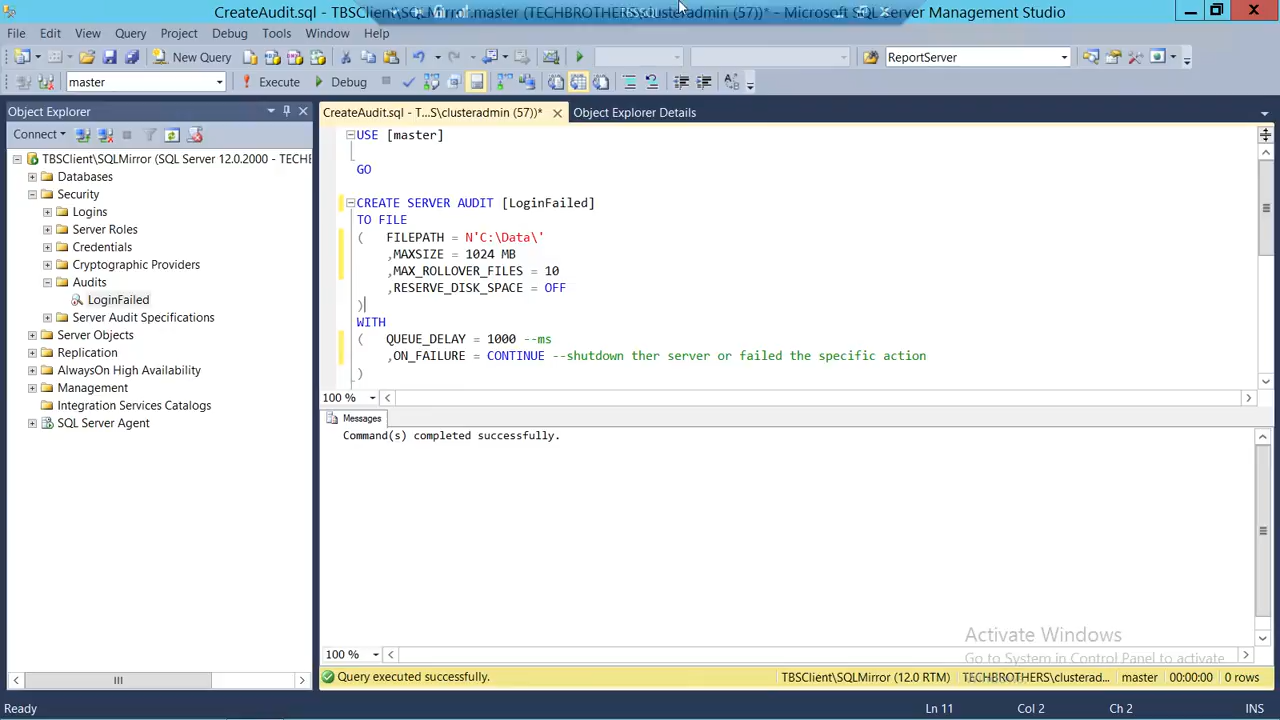 CreateAudit.sql - TBSClient\SQLMirror.master (TECHBROTHERS\clusteradmin (57))* - Microsoft SQL Server Management Studio
File Edit View Query Project Debug Tools Window Help
New Query ReportServer
master Execute Debug
Object Explorer
CreateAudit.sql - T...S\clusteradmin (57))* Object Explorer Details
Connect
TBSClient\SQLMirror (SQL Server 12.0.2000 - TECH
Databases
Security
Logins
Server Roles
Credentials
Cryptographic Providers
Audits
LoginFailed
Server Audit Specifications
Server Objects
Replication
AlwaysOn High Availability
Management
Integration Services Catalogs
SQL Server Agent
USE [master]
GO
CREATE SERVER AUDIT [LoginFailed]
TO FILE
( FILEPATH = N'C:\Data\'
,MAXSIZE = 1024 MB
,MAX_ROLLOVER_FILES = 10
,RESERVE_DISK_SPACE = OFF
)
WITH
( QUEUE_DELAY = 1000 --ms
,ON_FAILURE = CONTINUE --shutdown ther server or failed the specific action
)
100 %
Messages
Command(s) completed successfully.
Activate Windows
Go to System in Control Panel to activate
100 %
Query executed successfully. TBSClient\SQLMirror (12.0 RTM) TECHBROTHERS\clusterad... master 00:00:00 0 rows
Ready Ln 11 Col 2 Ch 2 INS